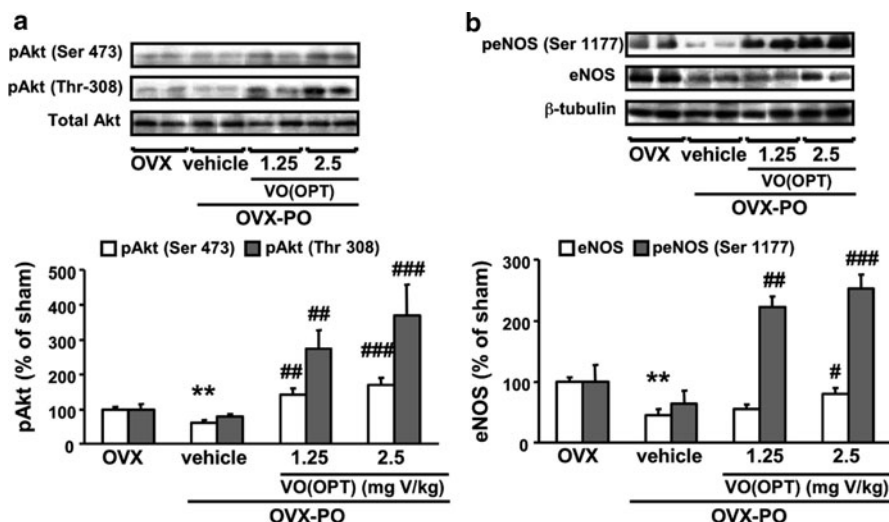 a
pAkt (Ser 473)
pAkt (Thr-308)
Total Akt
OVX vehicle 1.25 2.5
VO(OPT)
OVX-PO
pAkt (Ser 473) pAkt (Thr 308)
pAkt (% of sham)
500
400
300
200
100
0
**
##
##
###
###
OVX vehicle 1.25 2.5
VO(OPT) (mg V/kg)
OVX-PO
b
peNOS (Ser 1177)
eNOS
β-tubulin
OVX vehicle 1.25 2.5
VO(OPT)
OVX-PO
eNOS peNOS (Ser 1177)
eNOS (% of sham)
300
200
100
0
**
##
#
###
OVX vehicle 1.25 2.5
VO(OPT) (mg V/kg)
OVX-PO